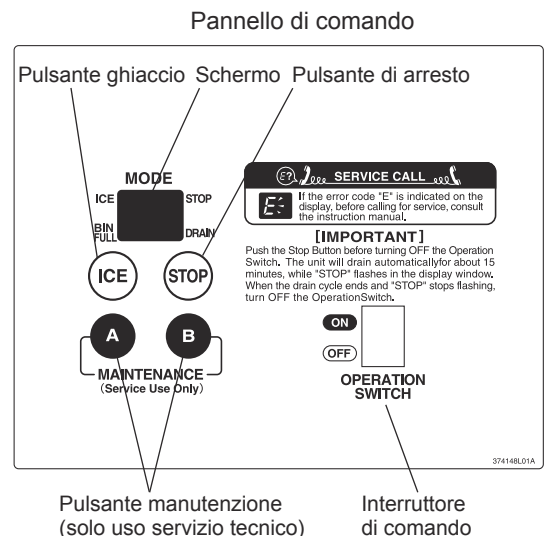 Pannello di comando
Pulsante ghiaccio Schermo Pulsante di arresto
MODE
ICE STOP
BIN FULL DRAIN
ICE STOP
A B
MAINTENANCE
(Service Use Only)
E? SERVICE CALL
E If the error code "E" is indicated on the
display, before calling for service, consult
the instruction manual.
[IMPORTANT]
Push the Stop Button before turning OFF the Operation
Switch. The unit will drain automaticallyfor about 15
minutes, while "STOP" flashes in the display window.
When the drain cycle ends and "STOP" stops flashing,
turn OFF the OperationSwitch.
ON
OFF
OPERATION
SWITCH
374148L01A
Pulsante manutenzione
(solo uso servizio tecnico)
Interruttore
di comando